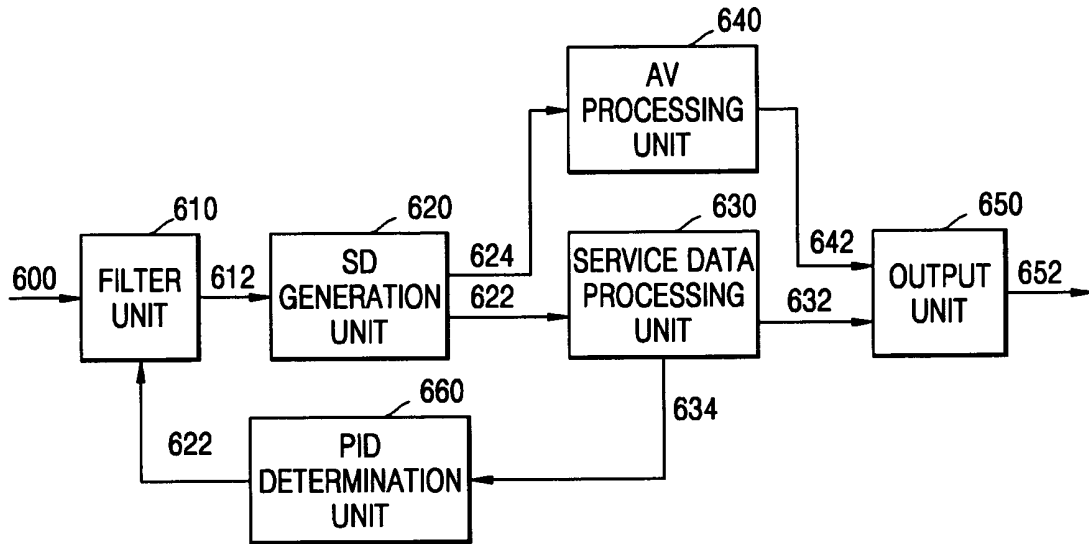 640
AV
PROCESSING
UNIT
610
620
630
650
600
FILTER
UNIT
612
SD
GENERATION
UNIT
624
622
SERVICE DATA
PROCESSING
UNIT
642
632
OUTPUT
UNIT
652
660
634
622
PID
DETERMINATION
UNIT